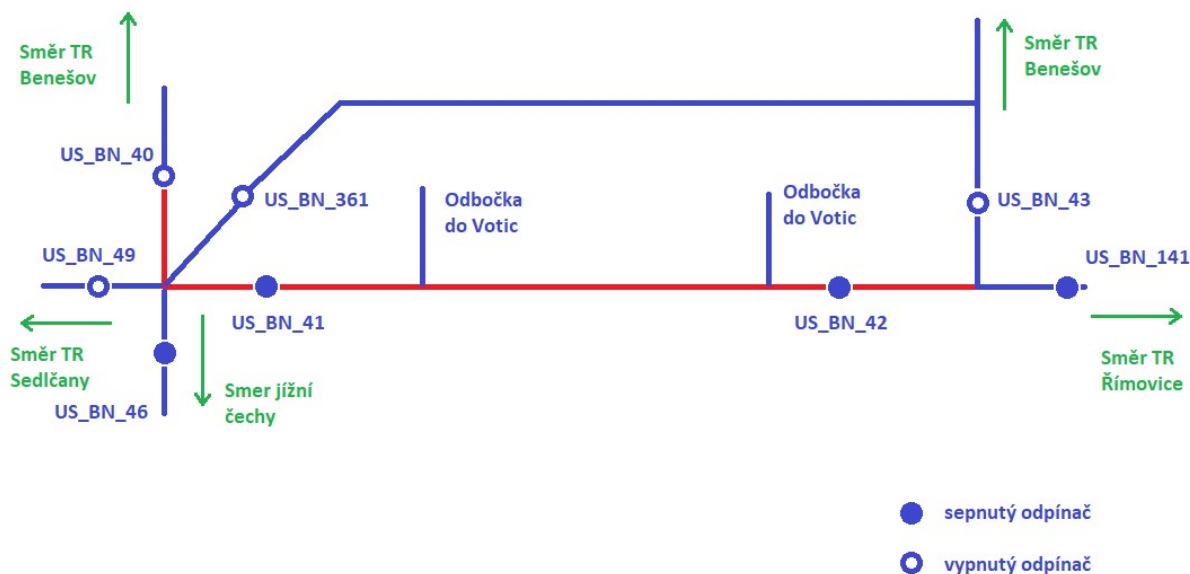 Směr TR
Benešov
Směr TR
Benešov
US_BN_40
US_BN_361
Odbočka
do Votic
Odbočka
do Votic
US_BN_43
US_BN_49
US_BN_141
US_BN_41
US_BN_42
Směr TR
Sedlčany
Směr TR
Římovice
Smer jížní
čechy
US_BN_46
sepnutý odpínač
vypnutý odpínač